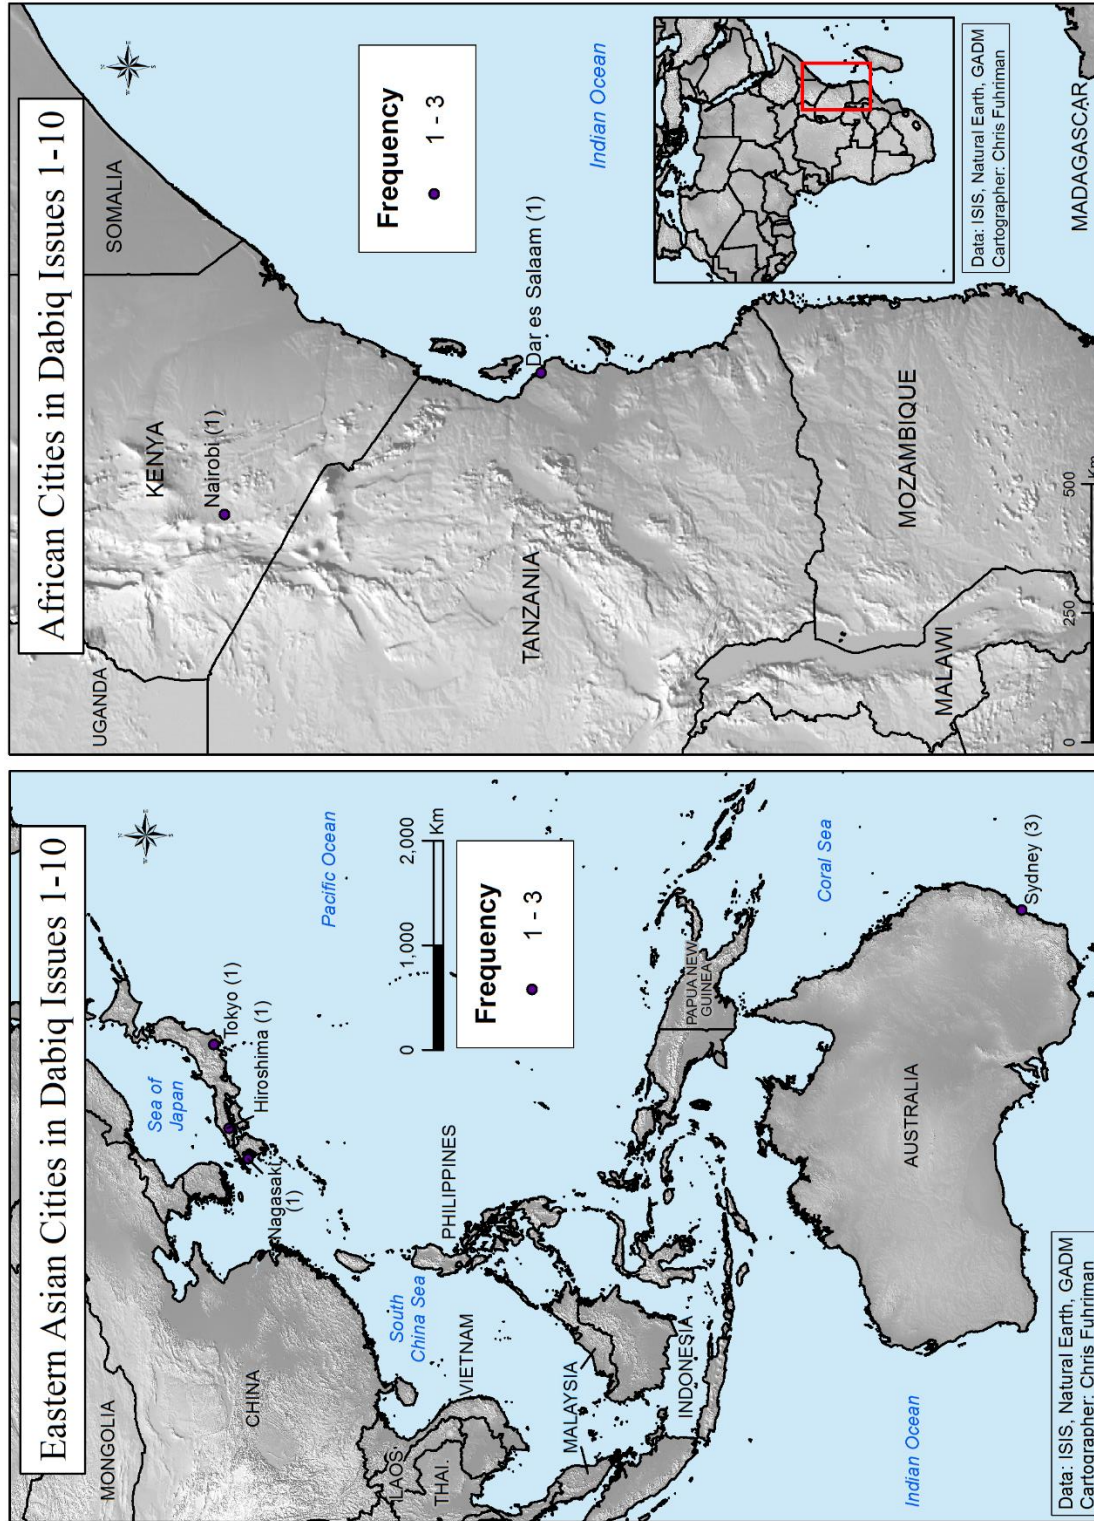 Eastern Asian Cities in Dabiq Issues 1-10
MONGOLIA
CHINA
Sea of
Japan
Tokyo (1)
Hiroshima (1)
Nagasaki
(1)
Pacific Ocean
0
1,000
2,000
Km
Frequency
1 - 3
South
China Sea
PHILIPPINES
LAOS
THAI.
VIETNAM
MALAYSIA
INDONESIA
PAPUA NEW
GUINEA
Coral Sea
AUSTRALIA
Sydney (3)
Indian Ocean
Data: ISIS, Natural Earth, GADM
Cartographer: Chris Fuhriman
African Cities in Dabiq Issues 1-10
UGANDA
KENYA
SOMALIA
Nairobi (1)
Frequency
1 - 3
TANZANIA
Dar es Salaam (1)
Indian Ocean
MOZAMBIQUE
MALAWI
0
250
500
Km
Data: ISIS, Natural Earth, GADM
Cartographer: Chris Fuhriman
MADAGASCAR